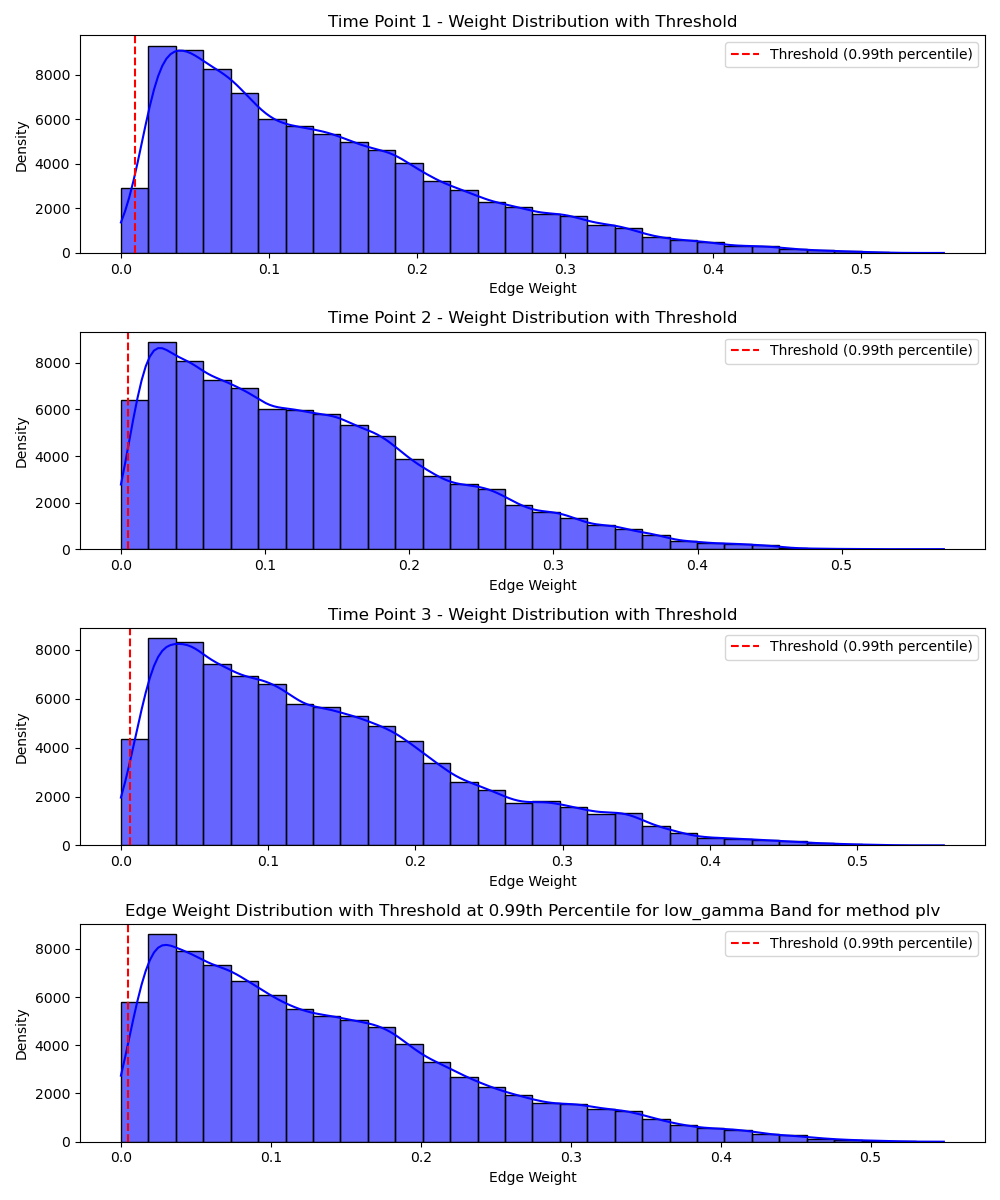 Time Point 1 - Weight Distribution with Threshold
Threshold (0.99th percentile)
Density
8000
6000
4000
2000
0
0.0 0.1 0.2 0.3 0.4 0.5
Edge Weight
Time Point 2 - Weight Distribution with Threshold
Threshold (0.99th percentile)
Density
8000
6000
4000
2000
0
0.0 0.1 0.2 0.3 0.4 0.5
Edge Weight
Time Point 3 - Weight Distribution with Threshold
Threshold (0.99th percentile)
Density
8000
6000
4000
2000
0
0.0 0.1 0.2 0.3 0.4 0.5
Edge Weight
Edge Weight Distribution with Threshold at 0.99th Percentile for low_gamma Band for method plv
Threshold (0.99th percentile)
Density
8000
6000
4000
2000
0
0.0 0.1 0.2 0.3 0.4 0.5
Edge Weight